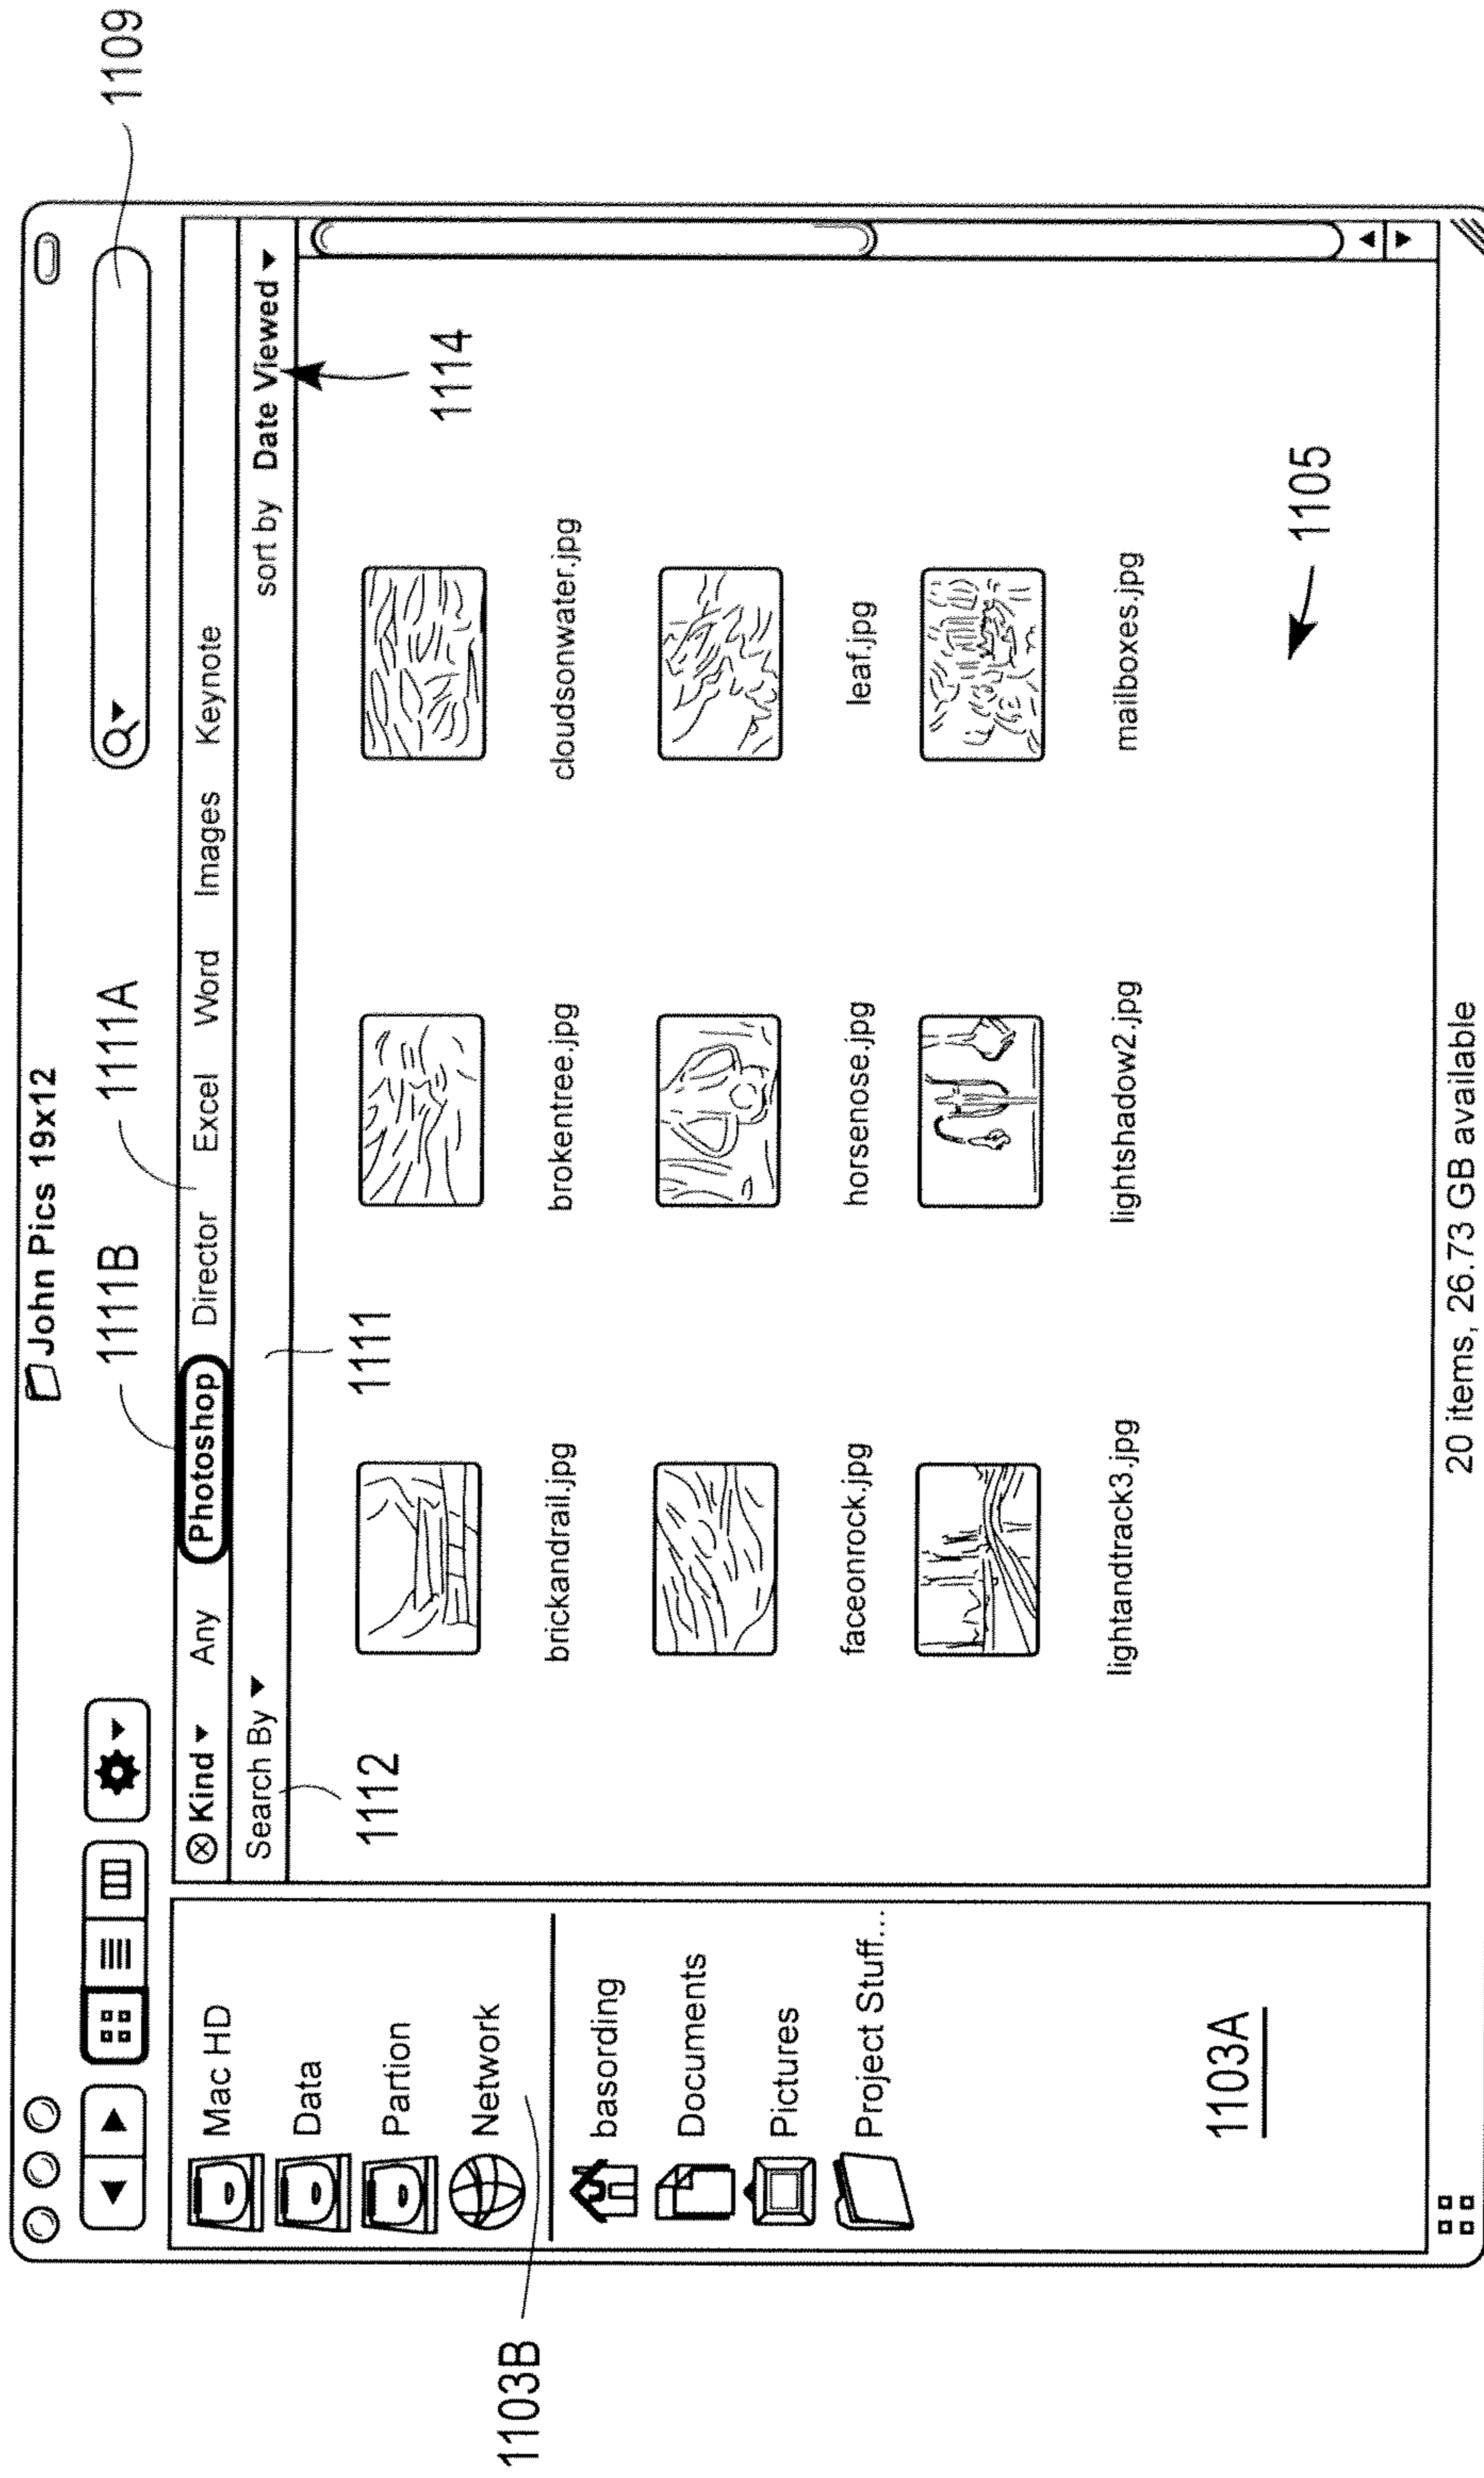 John Pics 19x12
1109
1111B
1111A
Kind Any Photoshop Director Excel Word Images Keynote
Search By
sort by Date Viewed
1112
1111
1114
Mac HD
Data
Partion
Network
1103B
basording
Documents
Pictures
Project Stuff...
1103A
brickandrail.jpg
brokentree.jpg
cloudsonwater.jpg
faceonrock.jpg
horsenose.jpg
leaf.jpg
lightandtrack3.jpg
lightshadow2.jpg
mailboxes.jpg
1105
20 items, 26.73 GB available